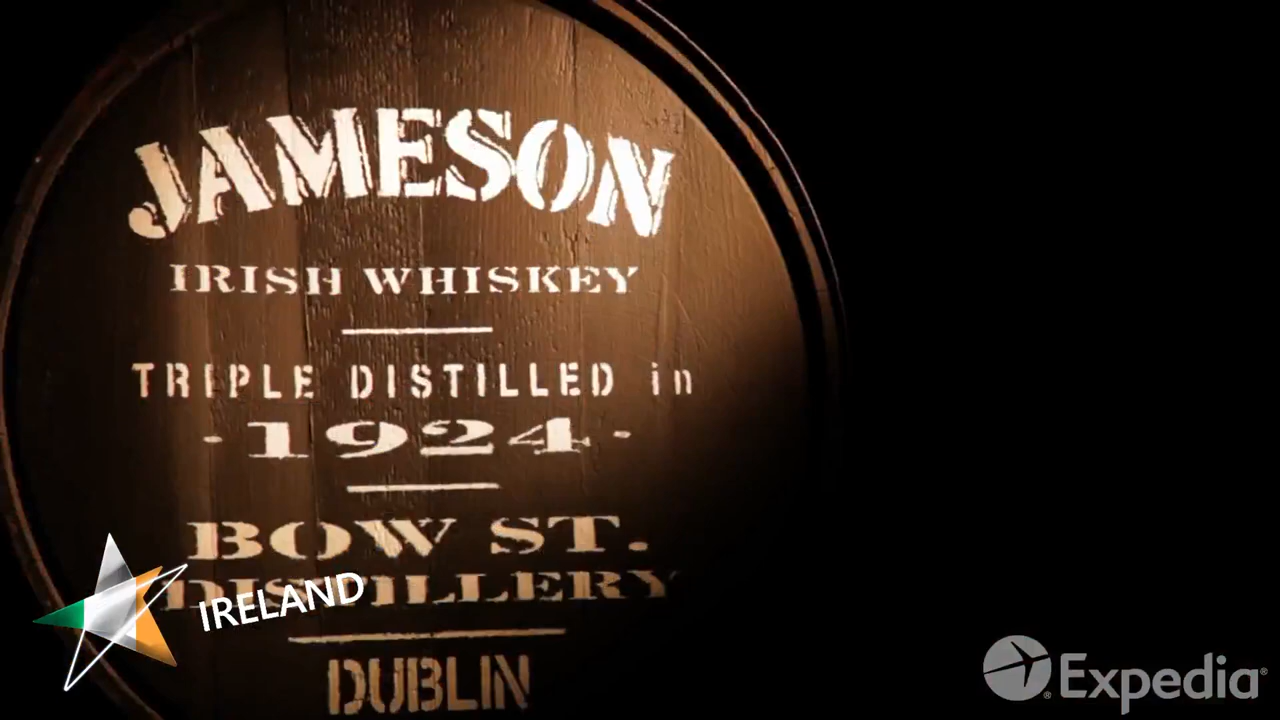 JAMESON
IRISH WHISKEY
TRIPLE DISTILLED in
-1924-
BOW ST.
DISTILLERY
IRELAND
DUBLIN
Expedia®